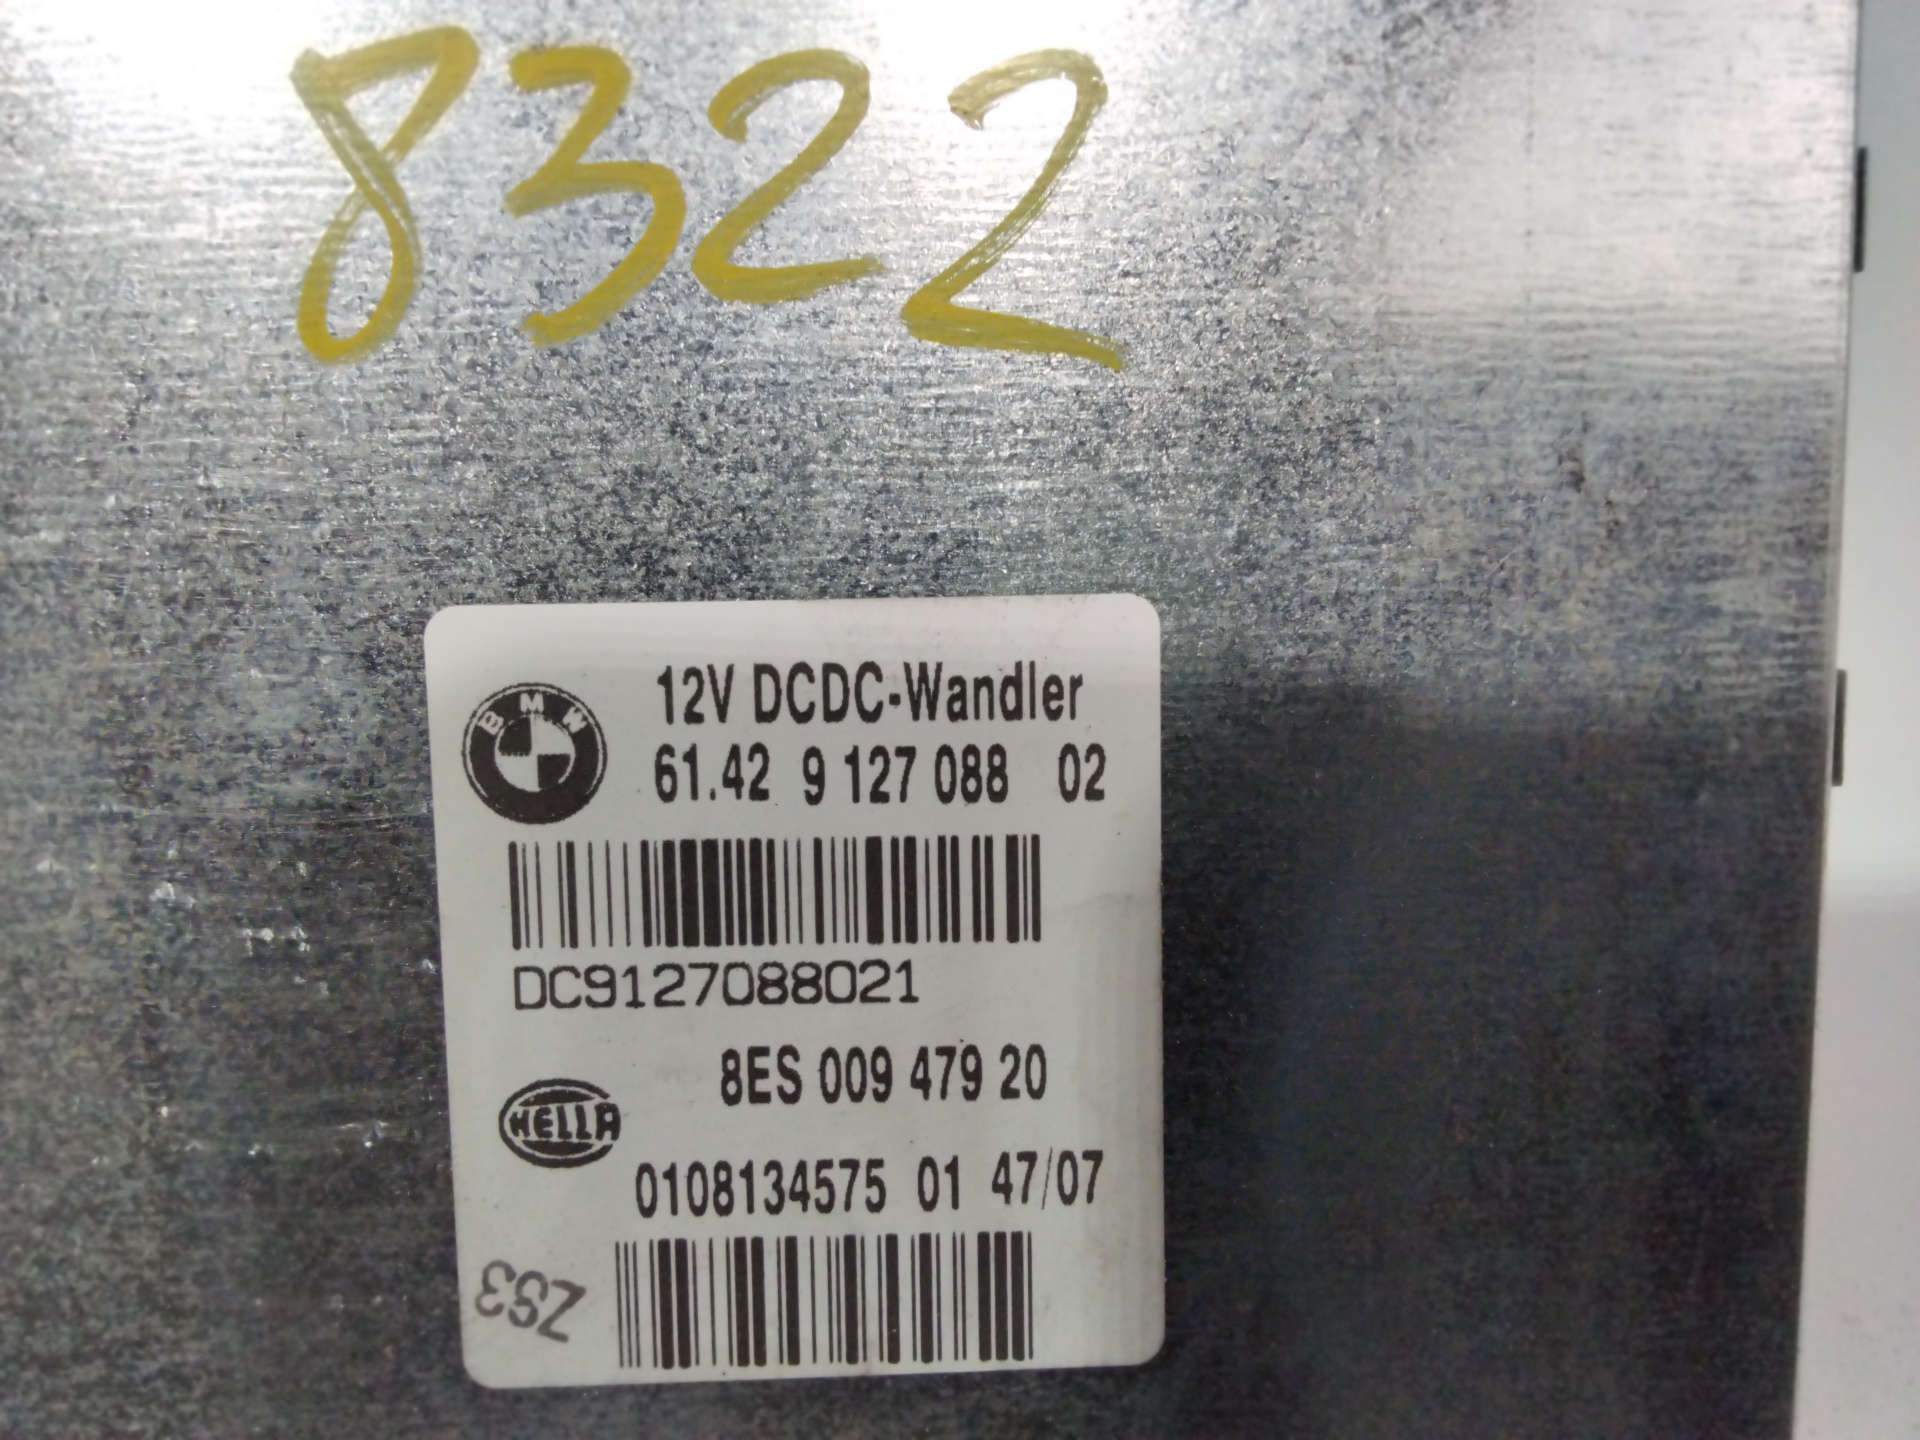 8322
12V DCDC-Wandler
BMW
61.42 9 127 088 02
DC9127088021
8ES 009 479 20
HELLA
0108134575 01 47/07